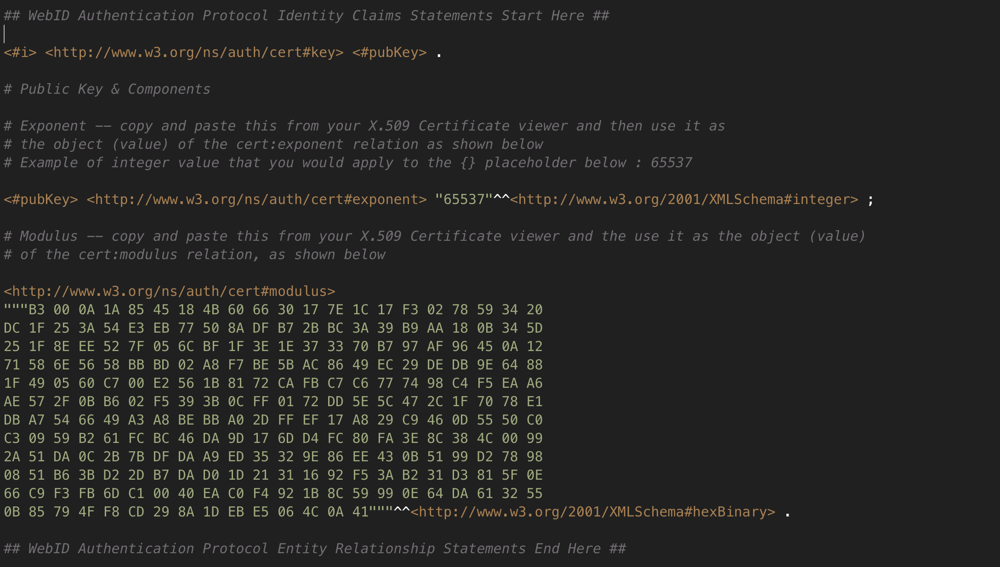 ## WebID Authentication Protocol Identity Claims Statements Start Here ##
<#i> <http://www.w3.org/ns/auth/cert#key> <#pubKey> .
# Public Key & Components
# Exponent -- copy and paste this from your X.509 Certificate viewer and then use it as
# the object (value) of the cert:exponent relation as shown below
# Example of integer value that you would apply to the {} placeholder below : 65537
<#pubKey> <http://www.w3.org/ns/auth/cert#exponent> "65537"^^<http://www.w3.org/2001/XMLSchema#integer> ;
# Modulus -- copy and paste this from your X.509 Certificate viewer and the use it as the object (value)
# of the cert:modulus relation, as shown below
<http://www.w3.org/ns/auth/cert#modulus>
"""B3 00 0A 1A 85 45 18 4B 60 66 30 17 7E 1C 17 F3 02 78 59 34 20
DC 1F 25 3A 54 E3 EB 77 50 8A DF B7 2B BC 3A 39 B9 AA 18 0B 34 5D
25 1F 8E EE 52 7F 05 6C BF 1F 3E 1E 37 33 70 B7 97 AF 96 45 0A 12
71 58 6E 56 58 BB BD 02 A8 F7 BE 5B AC 86 49 EC 29 DE DB 9E 64 88
1F 49 05 60 C7 00 E2 56 1B 81 72 CA FB C7 C6 77 74 98 C4 F5 EA A6
AE 57 2F 0B B6 02 F5 39 3B 0C FF 01 72 DD 5E 5C 47 2C 1F 70 78 E1
DB A7 54 66 49 A3 A8 BE BB A0 2D FF EF 17 A8 29 C9 46 0D 55 50 C0
C3 09 59 B2 61 FC BC 46 DA 9D 17 6D D4 FC 80 FA 3E 8C 38 4C 00 99
2A 51 DA 0C 2B 7B DF DA A9 ED 35 32 9E 86 EE 43 0B 51 99 D2 78 98
08 51 B6 3B D2 2D B7 DA D0 1D 21 31 16 92 F5 3A B2 31 D3 81 5F 0E
66 C9 F3 FB 6D C1 00 40 EA C0 F4 92 1B 8C 59 99 0E 64 DA 61 32 55
0B 85 79 4F F8 CD 29 8A 1D EB E5 06 4C 0A 41"""^^<http://www.w3.org/2001/XMLSchema#hexBinary> .
## WebID Authentication Protocol Entity Relationship Statements End Here ##